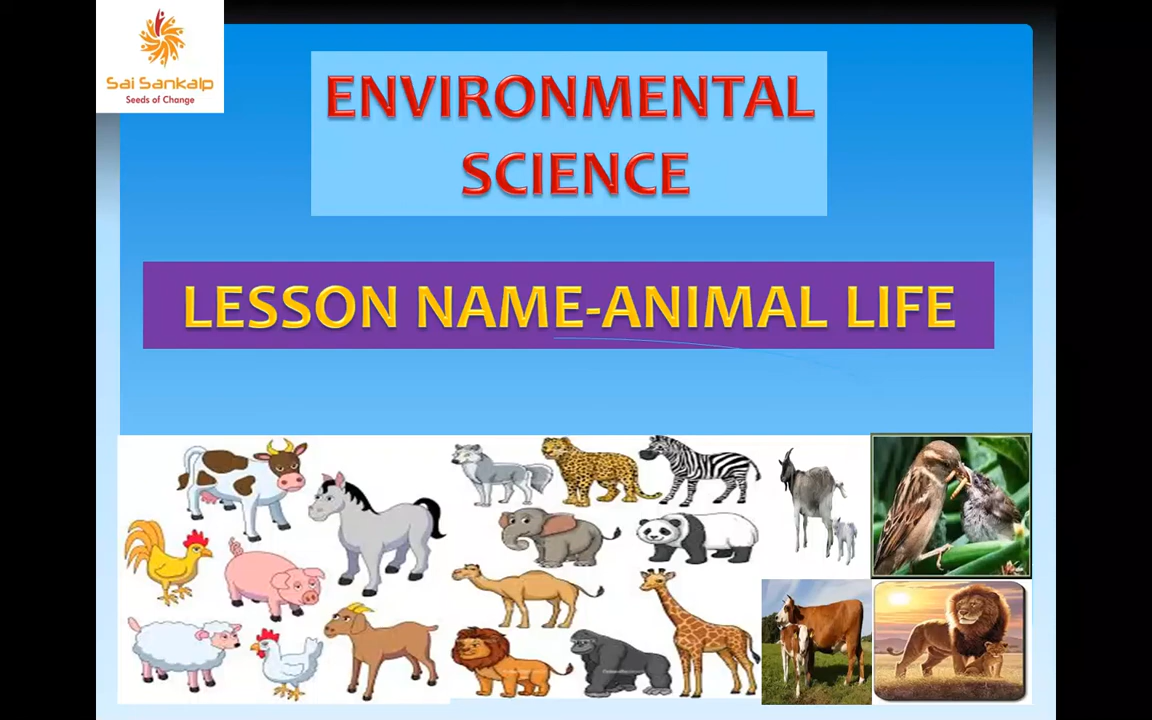 Sai Sankalp
Seeds of Change
ENVIRONMENTAL
SCIENCE
LESSON NAME-ANIMAL LIFE